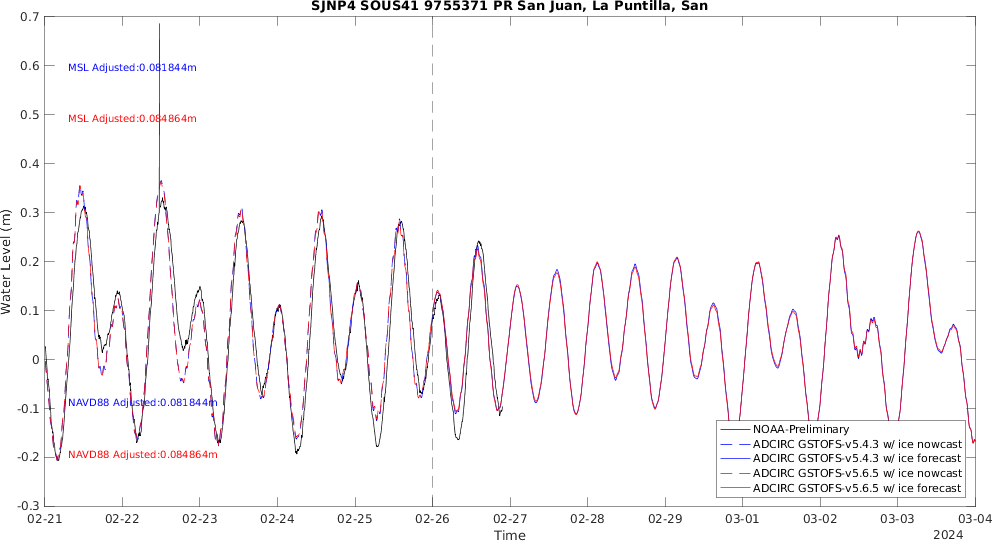 SJNP4 SOUS41 9755371 PR San Juan, La Puntilla, San
0.7
0.6
0.5
0.4
0.3
0.2
0.1
0
-0.1
-0.2
-0.3
Water Level (m)
MSL Adjusted:0.081844m
MSL Adjusted:0.084864m
NAVD88 Adjusted:0.081844m
NAVD88 Adjusted:0.084864m
NOAA-Preliminary
ADCIRC GSTOFS-v5.4.3 w/ ice nowcast
ADCIRC GSTOFS-v5.4.3 w/ ice forecast
ADCIRC GSTOFS-v5.6.5 w/ ice nowcast
ADCIRC GSTOFS-v5.6.5 w/ ice forecast
02-21 02-22 02-23 02-24 02-25 02-26 02-27 02-28 02-29 03-01 03-02 03-03 03-04
Time
2024